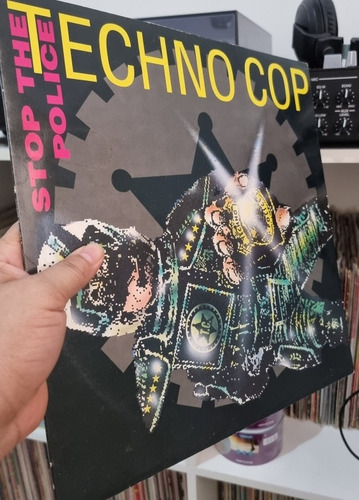 TECHNO COP
STOP THE
POLICE